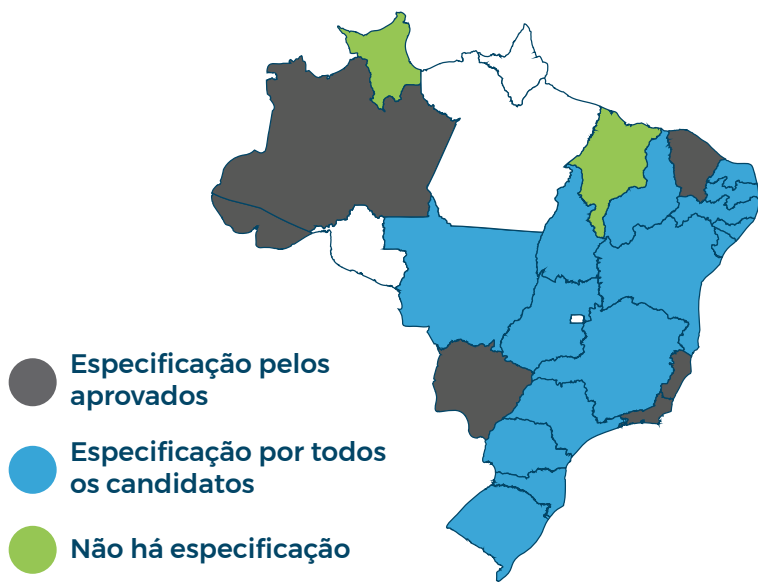 Especificação pelos
aprovados
Especificação por todos
os candidatos
Não há especificação